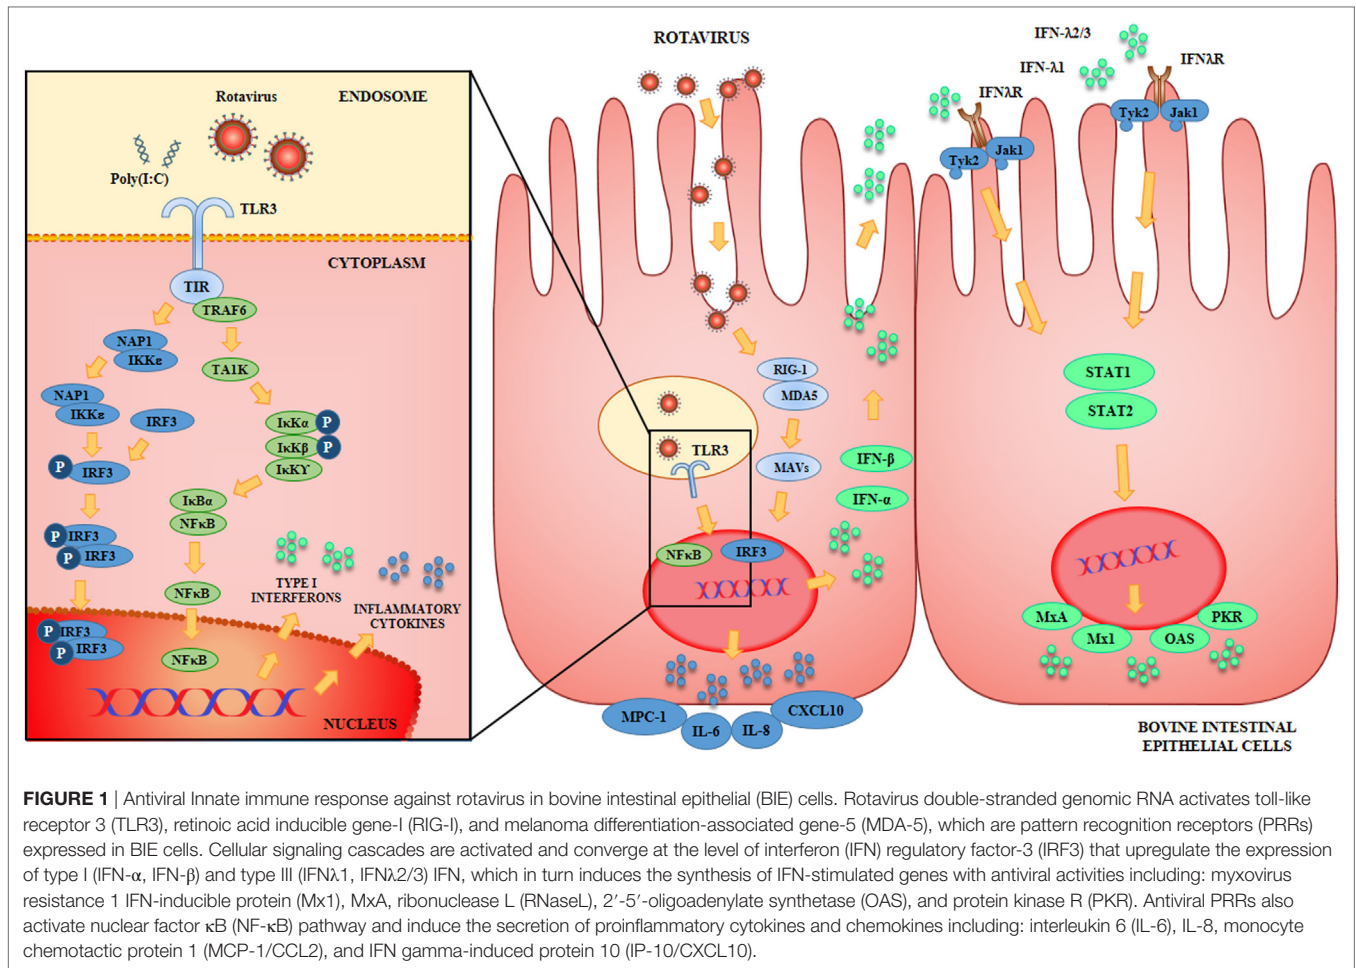 ROTAVIRUS
IFN-λ2/3
IFN-λ1
IFNλR
IFNλR
Tyk2
Jak1
Tyk2
Jak1
Rotavirus
ENDOSOME
Poly(I:C)
TLR3
CYTOPLASM
TIR
TRAF6
NAP1
IKKε
TA1K
NAP1
IKKε
IRF3
IκKα
P
IκKβ
P
IκKϒ
P
IRF3
IκBα
NFκB
P
IRF3
P
IRF3
NFκB
TYPE I
INTERFERONS
INFLAMMATORY
CYTOKINES
P
IRF3
P
IRF3
NFκB
NUCLEUS
RIG-1
MDA5
TLR3
MAVs
IFN-β
IFN-α
NFκB
IRF3
MPC-1
IL-6
IL-8
CXCL10
STAT1
STAT2
MxA
Mx1
OAS
PKR
BOVINE INTESTINAL
EPITHELIAL CELLS
FIGURE 1 | Antiviral Innate immune response against rotavirus in bovine intestinal epithelial (BIE) cells. Rotavirus double-stranded genomic RNA activates toll-like
receptor 3 (TLR3), retinoic acid inducible gene-I (RIG-I), and melanoma differentiation-associated gene-5 (MDA-5), which are pattern recognition receptors (PRRs)
expressed in BIE cells. Cellular signaling cascades are activated and converge at the level of interferon (IFN) regulatory factor-3 (IRF3) that upregulate the expression
of type I (IFN-α, IFN-β) and type III (IFNλ1, IFNλ2/3) IFN, which in turn induces the synthesis of IFN-stimulated genes with antiviral activities including: myxovirus
resistance 1 IFN-inducible protein (Mx1), MxA, ribonuclease L (RNaseL), 2′-5′-oligoadenylate synthetase (OAS), and protein kinase R (PKR). Antiviral PRRs also
activate nuclear factor κB (NF-κB) pathway and induce the secretion of proinflammatory cytokines and chemokines including: interleukin 6 (IL-6), IL-8, monocyte
chemotactic protein 1 (MCP-1/CCL2), and IFN gamma-induced protein 10 (IP-10/CXCL10).